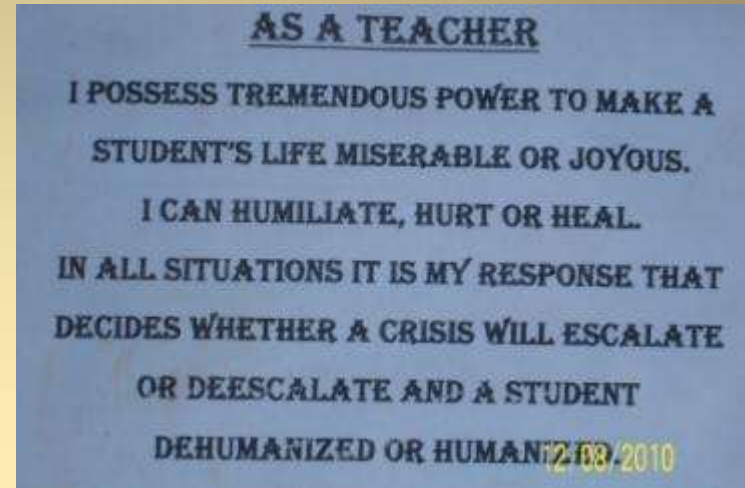 AS A TEACHER
I POSSESS TREMENDOUS POWER TO MAKE A
STUDENT'S LIFE MISERABLE OR JOYOUS.
I CAN HUMILIATE, HURT OR HEAL.
IN ALL SITUATIONS IT IS MY RESPONSE THAT
DECIDES WHETHER A CRISIS WILL ESCALATE
OR DEESCALATE AND A STUDENT
DEHUMANIZED OR HUMANIZED.
12/08/2010